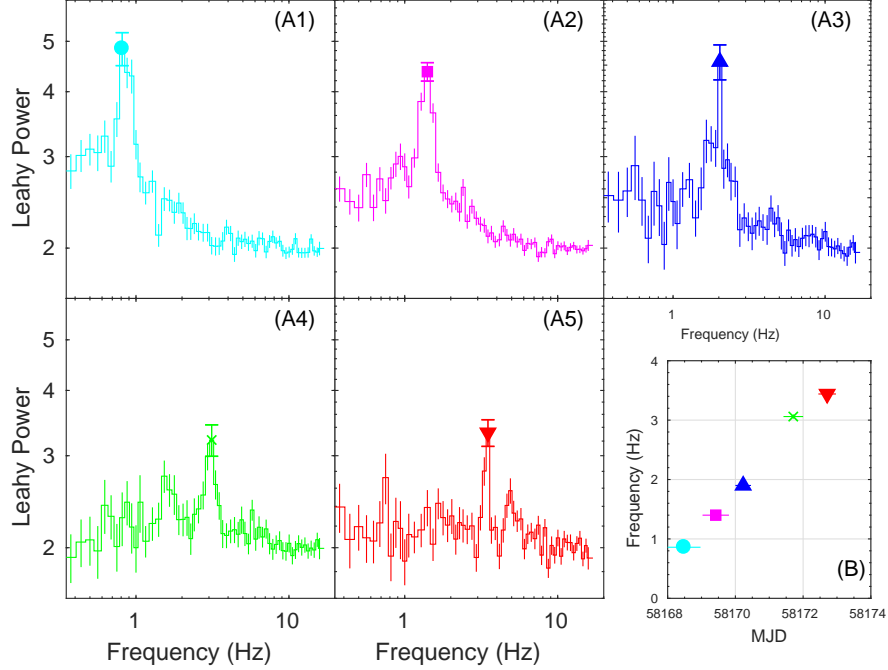 (A1)
(A2)
(A3)
5
4
3
2
Leahy Power
1
10
Frequency (Hz)
(A4)
(A5)
5
4
3
2
Leahy Power
1
10
1
10
Frequency (Hz)
Frequency (Hz)
4
3
2
1
0
Frequency (Hz)
(B)
58168
58170
58172
58174
MJD